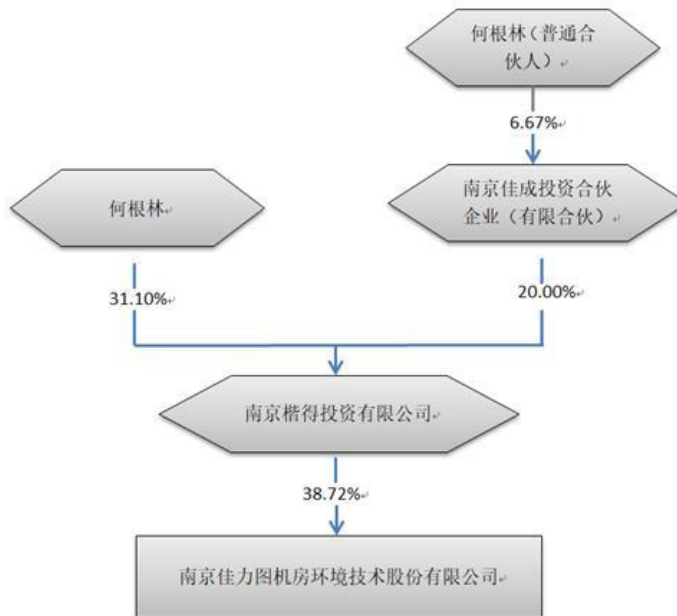 何根林（普通合
伙人）
6.67%
南京佳成投资合伙
企业（有限合伙）
何根林
31.10%
20.00%
南京楷得投资有限公司
38.72%
南京佳力图机房环境技术股份有限公司